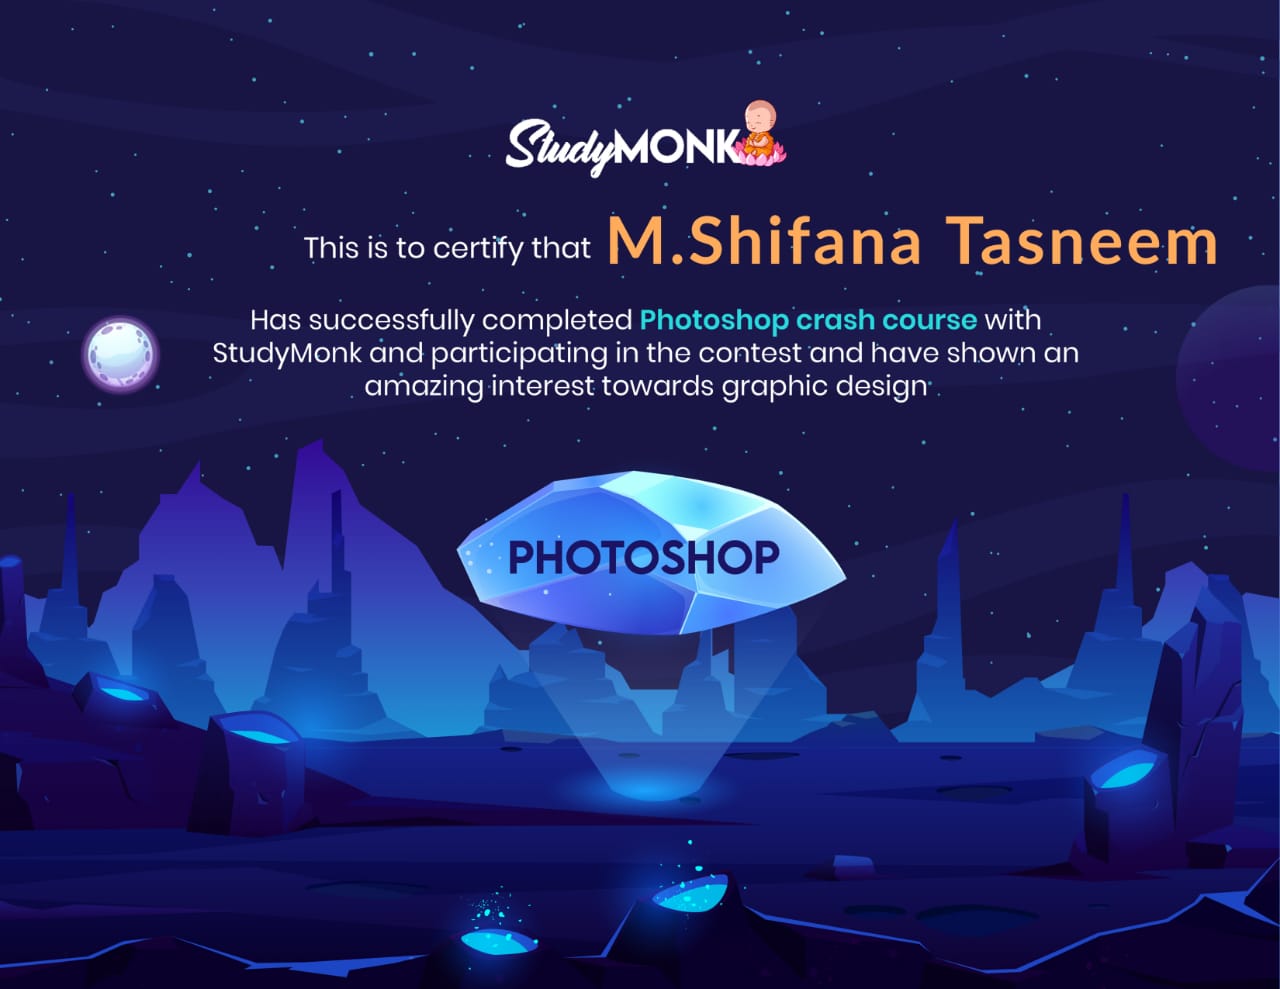 StudyMONK
This is to certify that M.Shifana Tasneem
Has successfully completed Photoshop crash course with
StudyMonk and participating in the contest and have shown an
amazing interest towards graphic design
PHOTOSHOP